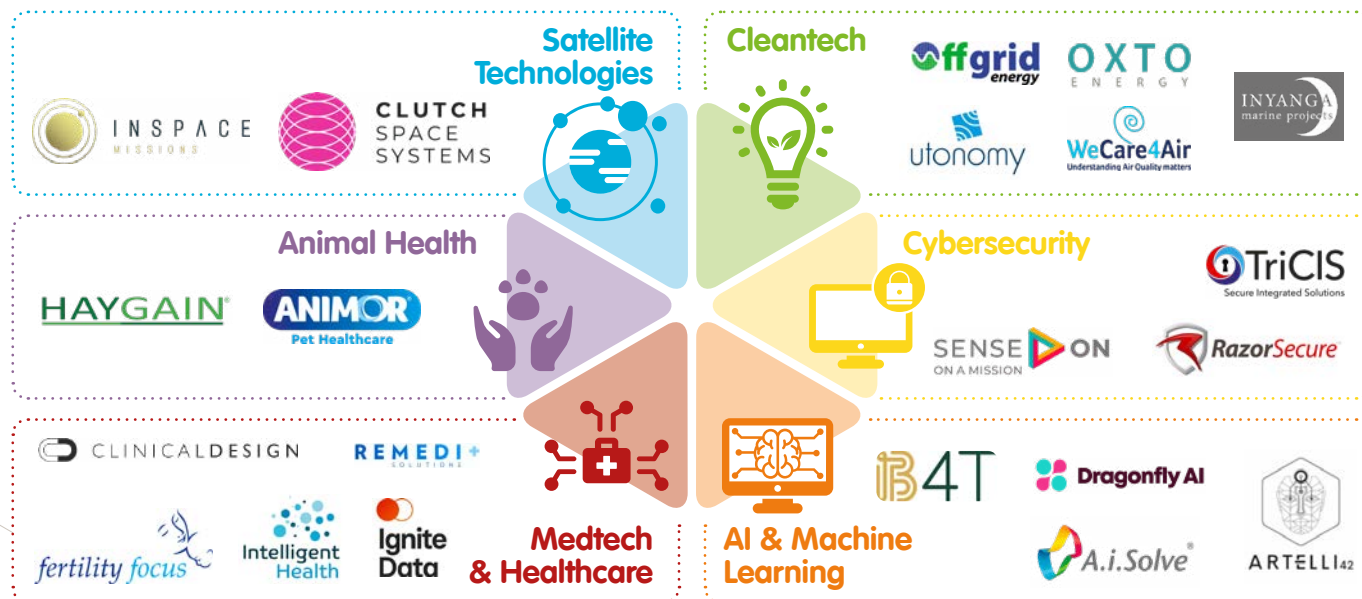 Satellite
Technologies
INSPACE
MISSIONS
CLUTCH
SPACE
SYSTEMS
Cleantech
Offgrid
energy
OXTO
ENERGY
INYANGA
marine projects
utonomy
WeCare4Air
Understanding Air Quality matters
Animal Health
HAYGAIN®
ANIMOR®
Pet Healthcare
Cybersecurity
TriCIS
Secure Integrated Solutions
SENSE ON
ON A MISSION
RazorSecure
CLINICALDESIGN
REMEDI+
SOLUTIONS
fertility focus
Intelligent
Health
Ignite
Data
Medtech
& Healthcare
B4T
Dragonfly AI
A.i.Solve®
ARTELLI42
AI & Machine
Learning